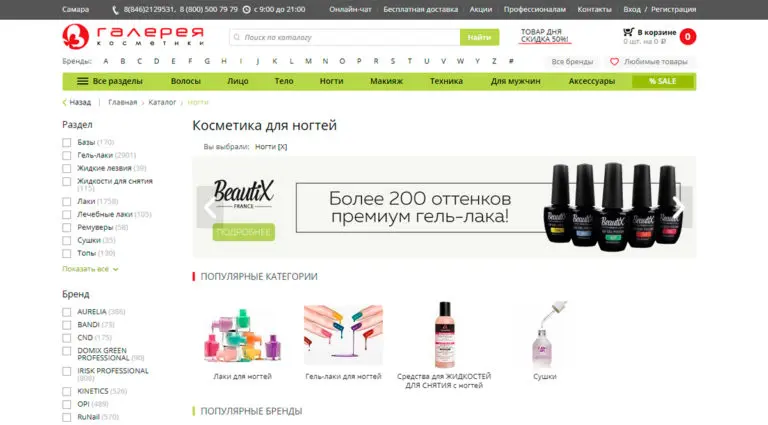 Самара 8(846)2129531, 8 (800) 500 79 79 с 9:00 до 21:00 Онлайн-чат Бесплатная доставка Акции Профессионалам Контакты Вход / Регистрация
галерея
косметики
Поиск по каталогу Найти
ТОВАР ДНЯ
СКИДКА 50%!
В корзине
0 шт. на 0 ₽
0
Бренды: A B C D E F G H I J K L M N O P Q R S T U V W X Y Z #
Все бренды Любимые товары
Все разделы Волосы Лицо Тело Ногти Макияж Техника Для мужчин Аксессуары % SALE
Назад Главная Каталог Ногти
Раздел
Базы (170)
Гель-лаки (2901)
Жидкие лезвия (39)
Жидкости для снятия
(115)
Лаки (1758)
Лечебные лаки (105)
Ремуверы (58)
Сушки (35)
Топы (139)
Показать всё
Бренд
AURELIA (386)
BANDI (73)
CND (175)
DOMIX GREEN
PROFESSIONAL (90)
IRISK PROFESSIONAL
(808)
KINETICS (526)
OPI (489)
RuNail (570)
Косметика для ногтей
Вы выбрали: Ногти [X]
BeautiX
FRANCE
ПОДРОБНЕЕ
Более 200 оттенков
премиум гель-лака!
ПОПУЛЯРНЫЕ КАТЕГОРИИ
Лаки для ногтей
Гель-лаки для ногтей
Средства для ЖИДКОСТЕЙ
ДЛЯ СНЯТИЯ с ногтей
Сушки
ПОПУЛЯРНЫЕ БРЕНДЫ